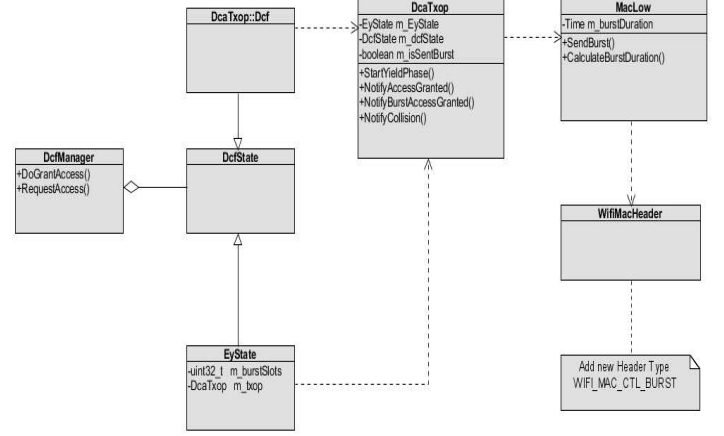 DcaTxop::Dcf
DcaTxop
-EyState m_EyState
-DcfState m_dcfState
-boolean m_isSentBurst
+StartYieldPhase()
+NotifyAccessGranted()
+NotifyBurstAccessGranted()
+NotifyCollision()
MacLow
-Time m_burstDuration
+SendBurst()
+CalculateBurstDuration()
DcfManager
+DoGrantAccess()
+RequestAccess()
DcfState
WifiMacHeader
EyState
-uint32_t m_burstSlots
-DcaTxop m_txop
Add new Header Type
WIFI_MAC_CTL_BURST